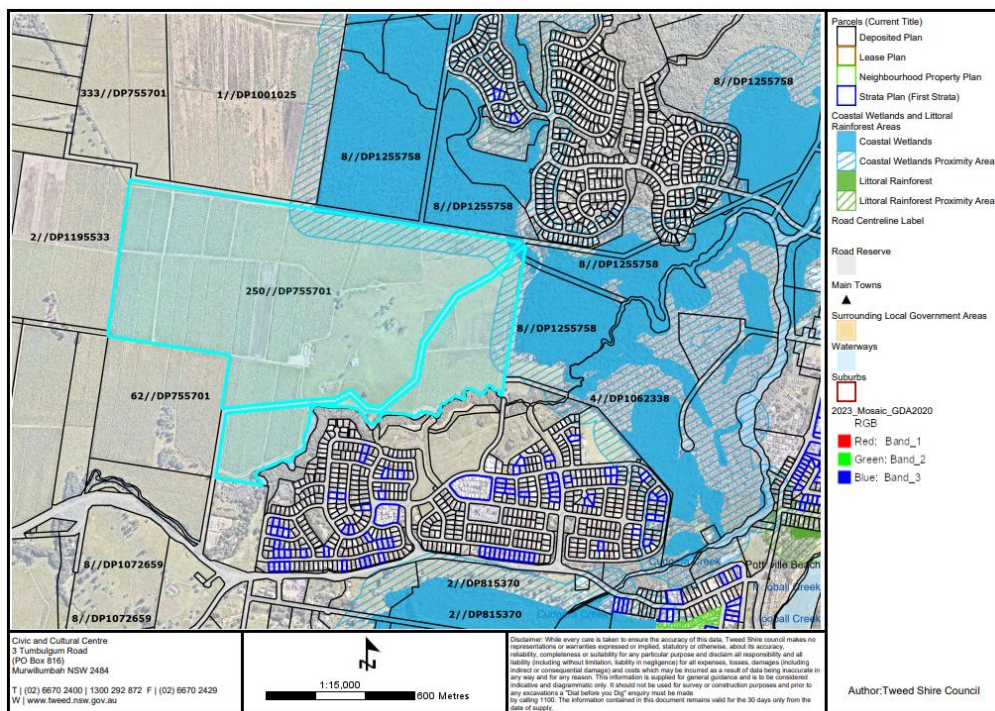 333//DP755701
1//DP1001025
8//DP1255758
8//DP1255758
8//DP1255758
2//DP1195533
8//DP1255758
250//DP755701
8//DP1255758
62//DP755701
4//DP1062338
8//DP1072659
2//DP815370
Pottsville Beach
8//DP1072659
2//DP815370
Parcels (Current Title)
Deposited Plan
Lease Plan
Neighbourhood Property Plan
Strata Plan (First Strata)
Coastal Wetlands and Littoral
Rainforest Areas
Coastal Wetlands
Coastal Wetlands Proximity Area
Littoral Rainforest
Littoral Rainforest Proximity Area
Road Centreline Label
Road Reserve
Main Towns
Surrounding Local Government Areas
Waterways
Suburbs
2023_Mosaic_GDA2020
RGB
Red: Band_1
Green: Band_2
Blue: Band_3
Civic and Cultural Centre
3 Tumbulgum Road
(PO Box 816)
Murwillumbah NSW 2484
T | (02) 6670 2400 | 1300 292 872 F | (02) 6670 2429
W | www.tweed.nsw.gov.au
N
1:15,000
600 Metres
Disclaimer: While every care is taken to ensure the accuracy of this data, Tweed Shire council makes no
representations or warranties expressed or implied, statutory or otherwise, about its accuracy,
reliability, completeness or suitability for any particular purpose and disclaim all responsibility and all
liability (including without limitation, liability in negligence) for all expenses, losses, damages (including
indirect or consequential damage) and costs which may be incurred as a result of data being inaccurate in
any way and for any reason. This information is supplied for general guidance and is to be considered
indicative and diagrammatic only. It should not be used for survey or construction purposes and prior to
any excavations a "Dial before you Dig" enquiry must be made
by calling 1100. The information contained in this document remains valid for the 30 days only from the
date of supply.
Author:Tweed Shire Council